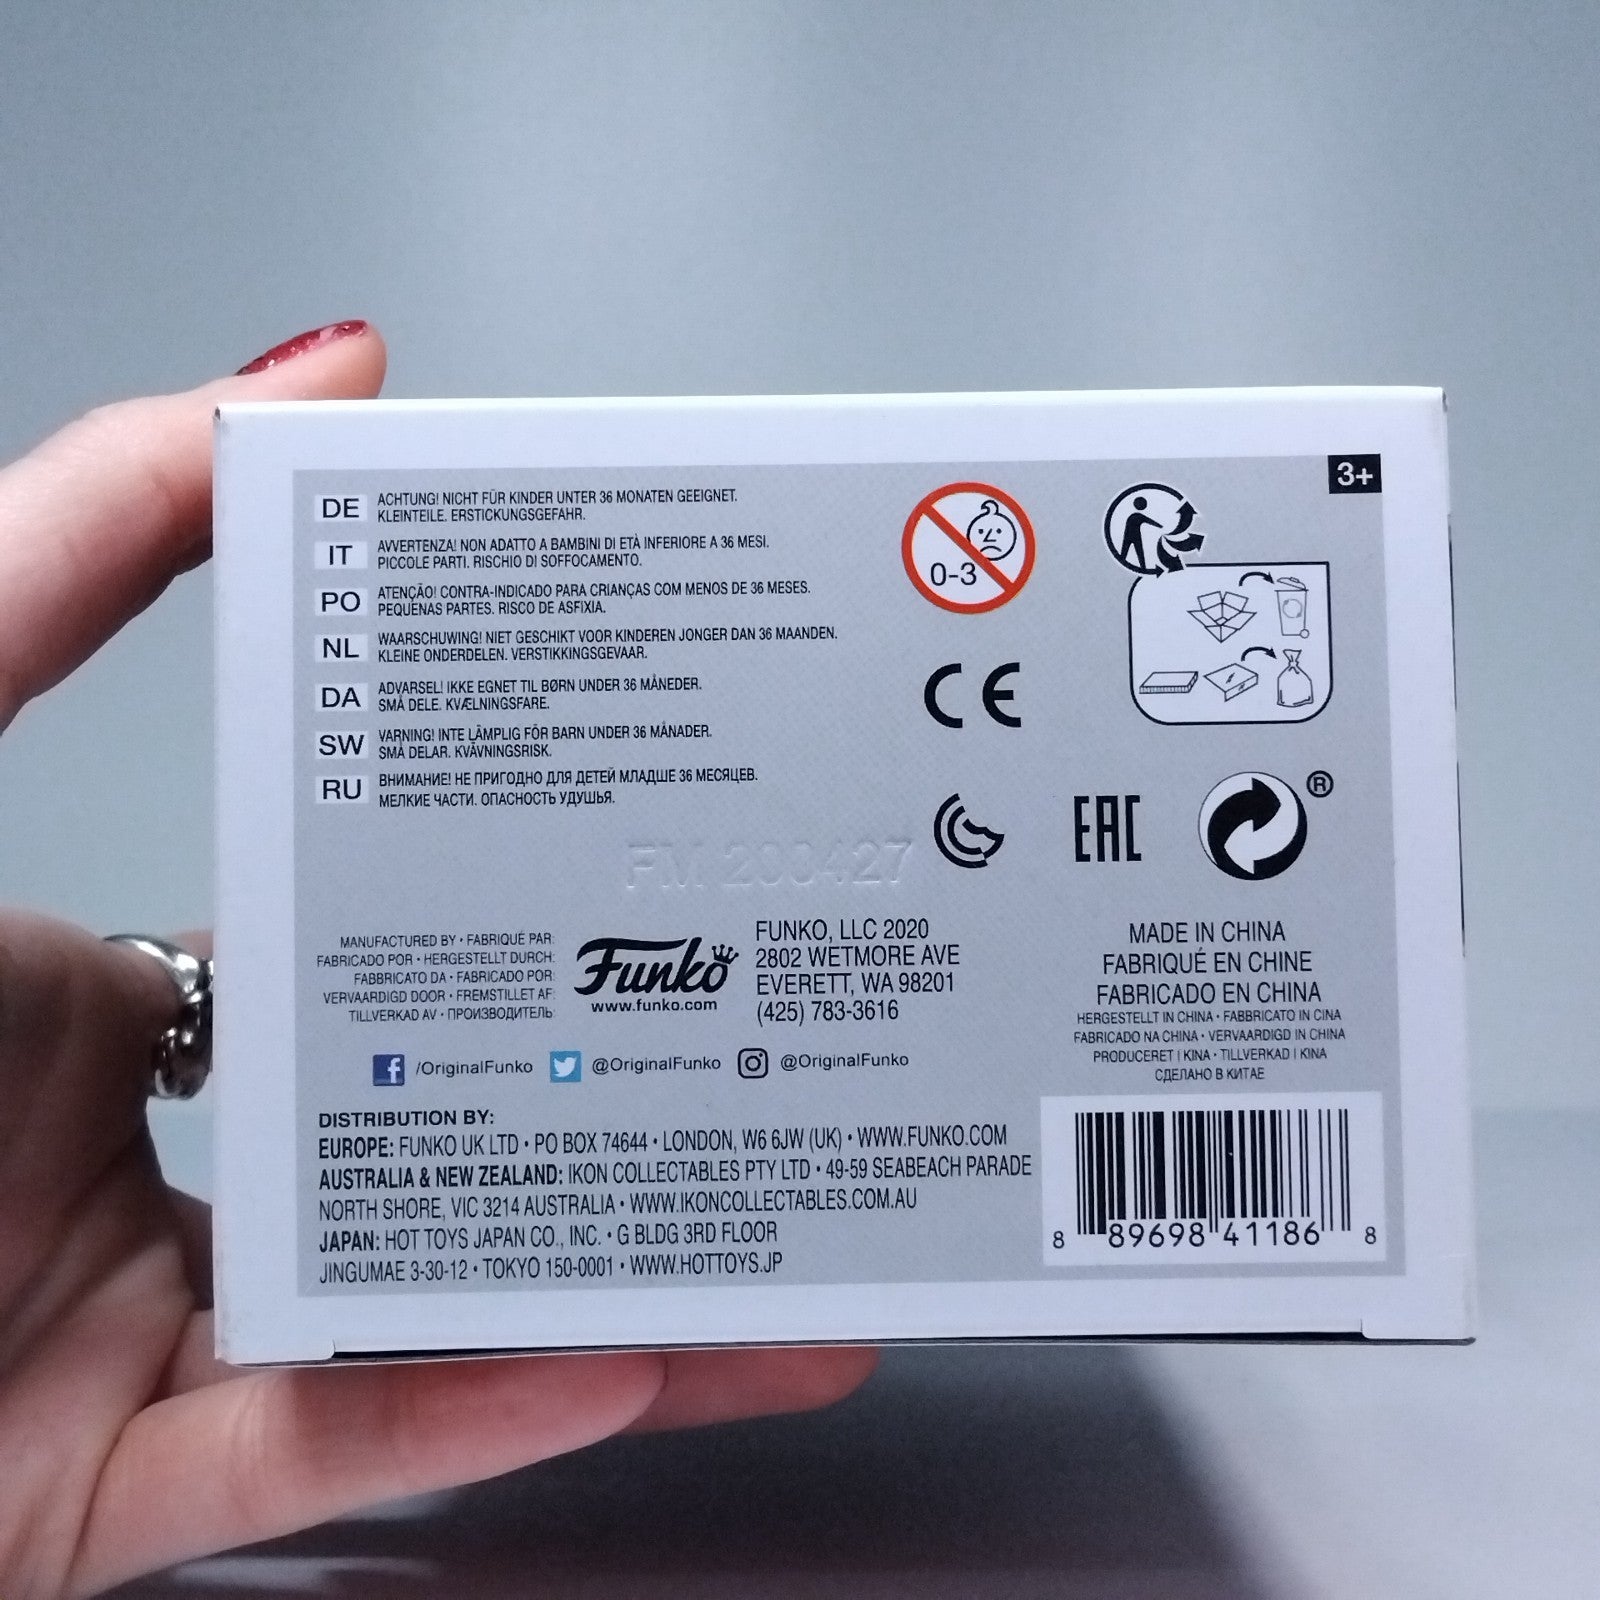 3+
DE ACHTUNG! NICHT FÜR KINDER UNTER 36 MONATEN GEEIGNET.
KLEINTEILE. ERSTICKUNGSGEFAHR.
IT AVVERTENZA! NON ADATTO A BAMBINI DI ETÀ INFERIORE A 36 MESI.
PICCOLE PARTI. RISCHIO DI SOFFOCAMENTO.
PO ATENÇÃO! CONTRA-INDICADO PARA CRIANÇAS COM MENOS DE 36 MESES.
PEQUENAS PARTES. RISCO DE ASFIXIA.
NL WAARSCHUWING! NIET GESCHIKT VOOR KINDEREN JONGER DAN 36 MAANDEN.
KLEINE ONDERDELEN. VERSTIKKINGSGEVAAR.
DA ADVARSEL! IKKE EGNET TIL BØRN UNDER 36 MÅNEDER.
SMÅ DELE. KVÆLNINGSFARE.
SW VARNING! INTE LÄMPLIG FÖR BARN UNDER 36 MÅNADER.
SMÅ DELAR. KVÄVNINGSRISK.
RU ВНИМАНИЕ! НЕ ПРИГОДНО ДЛЯ ДЕТЕЙ МЛАДШЕ 36 МЕСЯЦЕВ.
МЕЛКИЕ ЧАСТИ. ОПАСНОСТЬ УДУШЬЯ.
0-3
CE
EAC
®
FM 200427
MANUFACTURED BY • FABRIQUÉ PAR:
FABRICADO POR • HERGESTELLT DURCH:
FABBRICATO DA • FABRICADO POR:
VERVAARDIGD DOOR • FREMSTILLET AF:
TILLVERKAD AV • ПРОИЗВОДИТЕЛЬ:
Funko
www.funko.com
FUNKO, LLC 2020
2802 WETMORE AVE
EVERETT, WA 98201
(425) 783-3616
MADE IN CHINA
FABRIQUÉ EN CHINE
FABRICADO EN CHINA
HERGESTELLT IN CHINA • FABBRICATO IN CINA
FABRICADO NA CHINA • VERVAARDIGD IN CHINA
PRODUCERET I KINA • TILLVERKAD I KINA
СДЕЛАНО В КИТАЕ
f /OriginalFunko @OriginalFunko @OriginalFunko
DISTRIBUTION BY:
EUROPE: FUNKO UK LTD • PO BOX 74644 • LONDON, W6 6JW (UK) • WWW.FUNKO.COM
AUSTRALIA & NEW ZEALAND: IKON COLLECTABLES PTY LTD • 49-59 SEABEACH PARADE
NORTH SHORE, VIC 3214 AUSTRALIA • WWW.IKONCOLLECTABLES.COM.AU
JAPAN: HOT TOYS JAPAN CO., INC. • G BLDG 3RD FLOOR
JINGUMAE 3-30-12 • TOKYO 150-0001 • WWW.HOTTOYS.JP
8 89698 41186 8